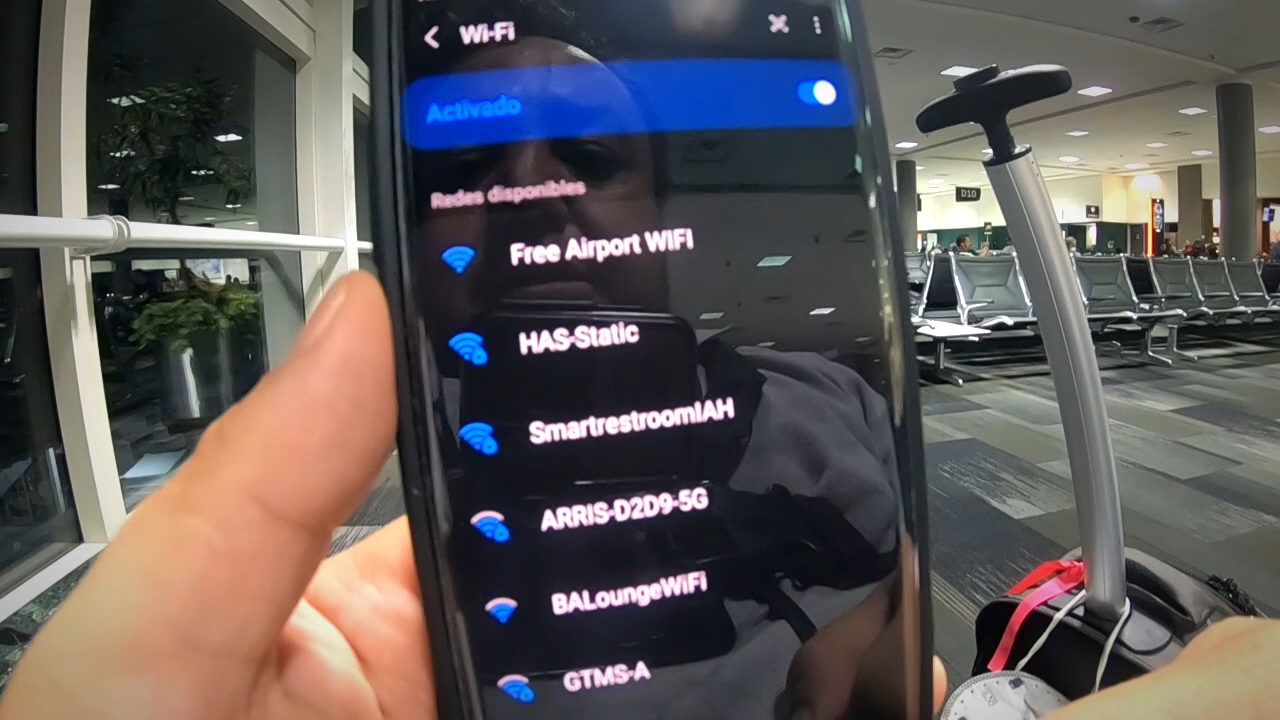 Wi-Fi
Activado
Redes disponibles
Free Airport WIFI
HAS-Static
SmartrestroomIAH
ARRIS-D2D9-5G
BALoungeWiFi
GTMS-A
D10